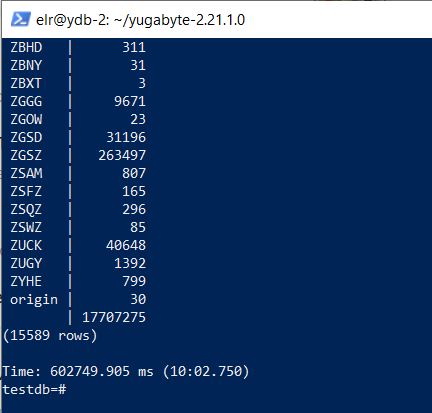 elr@ydb-2: ~/yugabyte-2.21.1.0
ZBHD | 311
ZBNY | 31
ZBXT | 3
ZGGG | 9671
ZGOW | 23
ZGSD | 31196
ZGSZ | 263497
ZSAM | 807
ZSFZ | 165
ZSQZ | 296
ZSWZ | 85
ZUCK | 40648
ZUGY | 1392
ZYHE | 799
origin | 30
| 17707275
(15589 rows)
Time: 602749.905 ms (10:02.750)
testdb=#